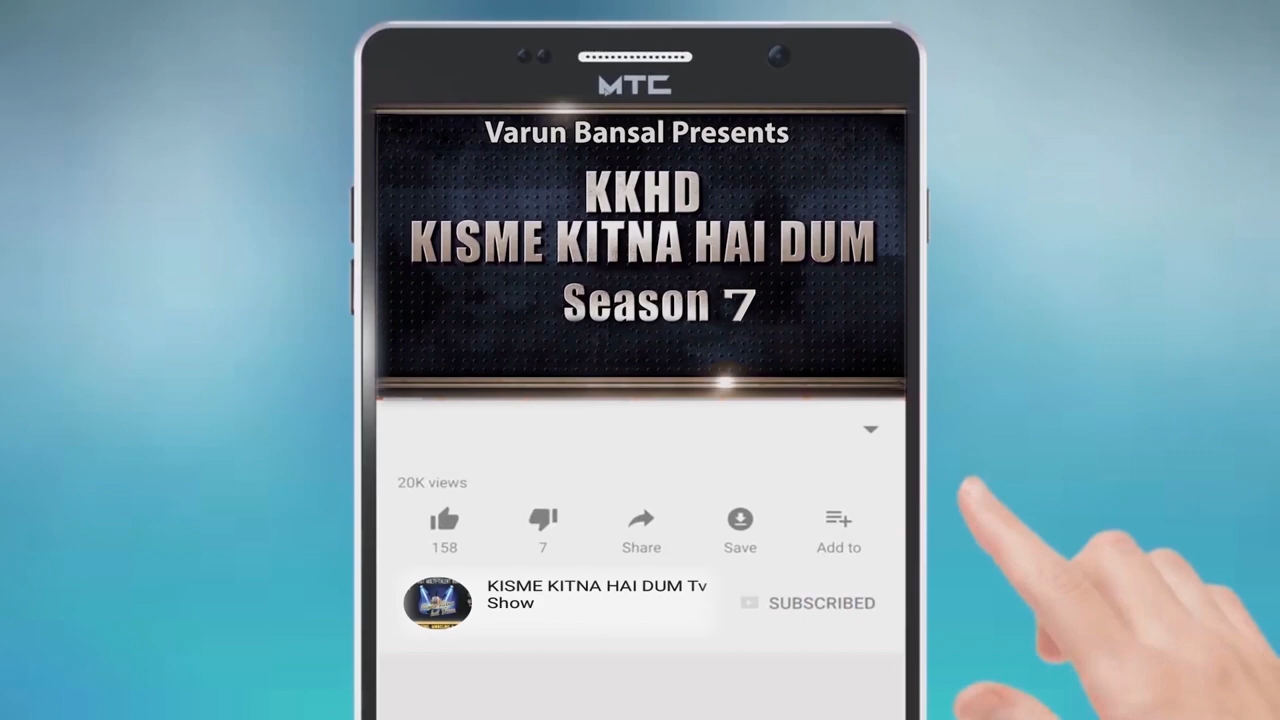 MTC
Varun Bansal Presents
KKHD
KISME KITNA HAI DUM
Season 7
20K views
158
7
Share
Save
Add to
KISME KITNA HAI DUM Tv
Show
SUBSCRIBED